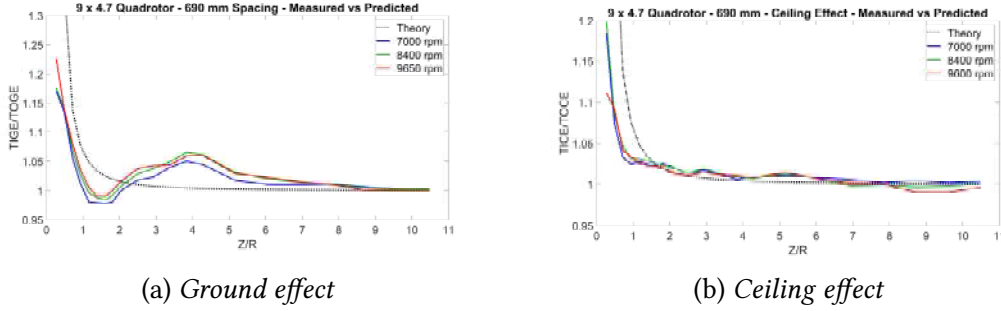 9 x 4.7 Quadrotor - 690 mm Spacing - Measured vs Predicted
1.3
1.25
1.2
1.15
1.1
1.05
1
0.95
TIGE/TOGE
Theory
7000 rpm
8400 rpm
9650 rpm
0 1 2 3 4 5 6 7 8 9 10 11
Z/R
(a) Ground effect
9 x 4.7 Quadrotor - 690 mm - Ceiling Effect - Measured vs Predicted
1.2
1.15
1.1
1.05
1
0.95
TICE/TOCE
Theory
7000 rpm
8400 rpm
9600 rpm
0 1 2 3 4 5 6 7 8 9 10 11
Z/R
(b) Ceiling effect